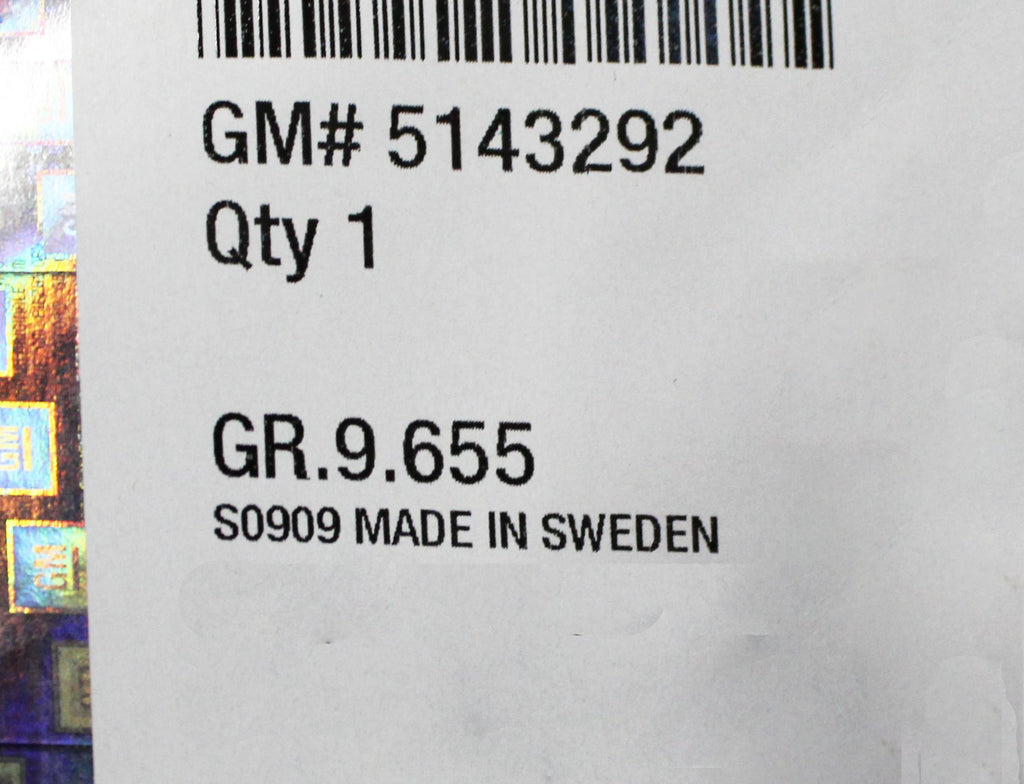 GM# 5143292
Qty 1
GR.9.655
S0909 MADE IN SWEDEN